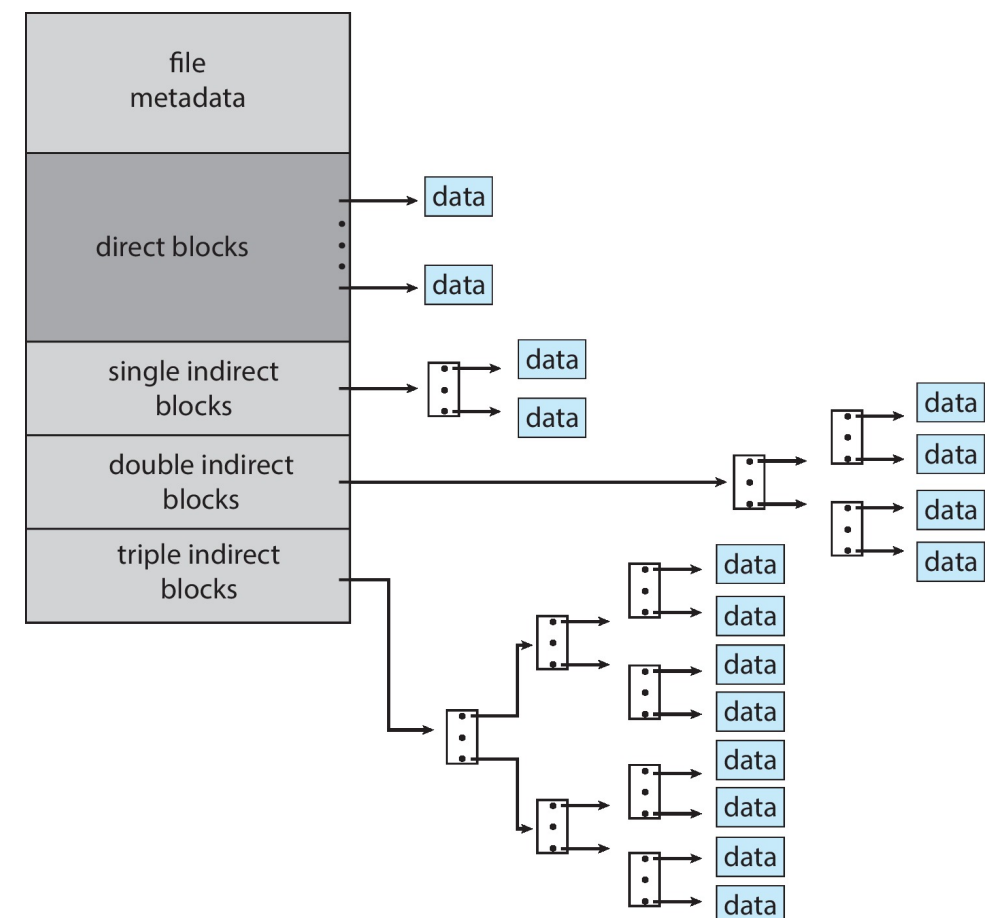 file
metadata
direct blocks
data
data
single indirect
blocks
data
data
double indirect
blocks
data
data
data
data
triple indirect
blocks
data
data
data
data
data
data
data
data